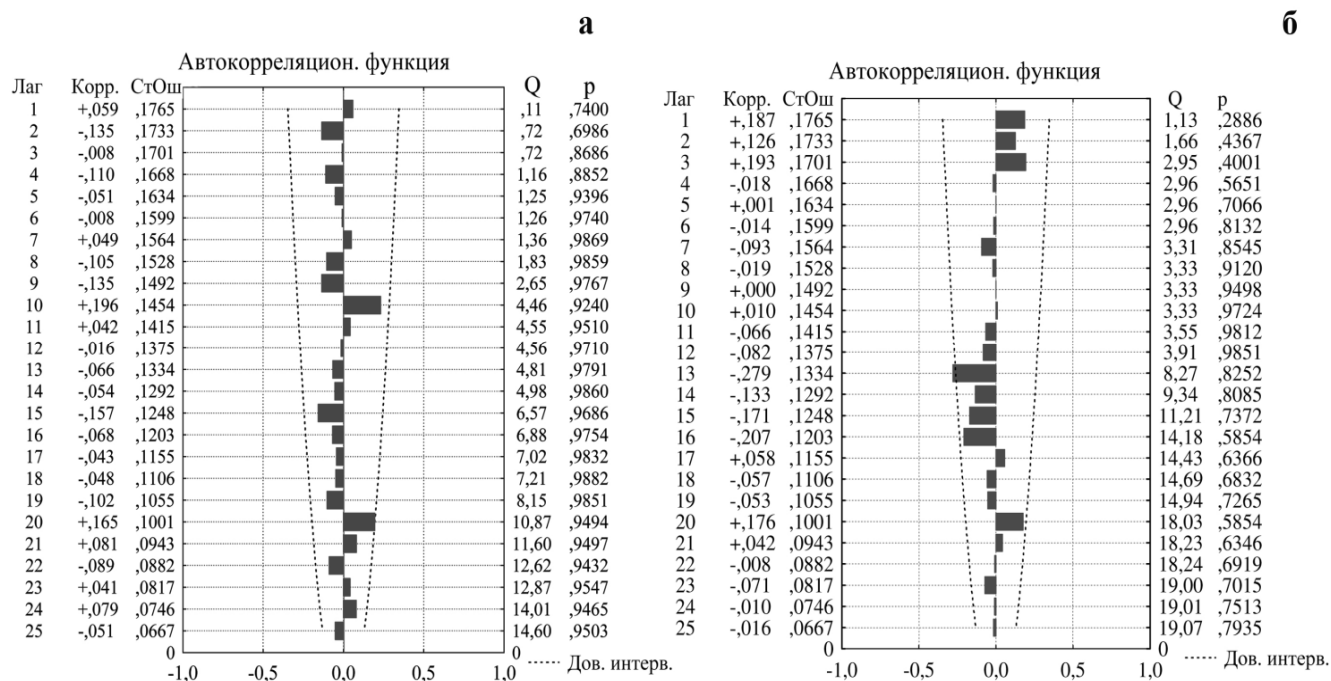 а
Автокорреляцион. функция
Лаг Корр. СтОш Q p
1 +,059 ,1765 ,11 ,7400
2 -,135 ,1733 ,72 ,6986
3 -,008 ,1701 ,72 ,8686
4 -,110 ,1668 1,16 ,8852
5 -,051 ,1634 1,25 ,9396
6 -,008 ,1599 1,26 ,9740
7 +,049 ,1564 1,36 ,9869
8 -,105 ,1528 1,83 ,9859
9 -,135 ,1492 2,65 ,9767
10 +,196 ,1454 4,46 ,9240
11 +,042 ,1415 4,55 ,9510
12 -,016 ,1375 4,56 ,9710
13 -,066 ,1334 4,81 ,9791
14 -,054 ,1292 4,98 ,9860
15 -,157 ,1248 6,57 ,9686
16 -,068 ,1203 6,88 ,9754
17 -,043 ,1155 7,02 ,9832
18 -,048 ,1106 7,21 ,9882
19 -,102 ,1055 8,15 ,9851
20 +,165 ,1001 10,87 ,9494
21 +,081 ,0943 11,60 ,9497
22 -,089 ,0882 12,62 ,9432
23 +,041 ,0817 12,87 ,9547
24 +,079 ,0746 14,01 ,9465
25 -,051 ,0667 14,60 ,9503
0 0
-1,0 -0,5 0,0 0,5 1,0
Дов. интерв.
б
Автокорреляцион. функция
Лаг Корр. СтОш Q p
1 +,187 ,1765 1,13 ,2886
2 +,126 ,1733 1,66 ,4367
3 +,193 ,1701 2,95 ,4001
4 -,018 ,1668 2,96 ,5651
5 +,001 ,1634 2,96 ,7066
6 -,014 ,1599 2,96 ,8132
7 -,093 ,1564 3,31 ,8545
8 -,019 ,1528 3,33 ,9120
9 +,000 ,1492 3,33 ,9498
10 +,010 ,1454 3,33 ,9724
11 -,066 ,1415 3,55 ,9812
12 -,082 ,1375 3,91 ,9851
13 -,279 ,1334 8,27 ,8252
14 -,133 ,1292 9,34 ,8085
15 -,171 ,1248 11,21 ,7372
16 -,207 ,1203 14,18 ,5854
17 +,058 ,1155 14,43 ,6366
18 -,057 ,1106 14,69 ,6832
19 -,053 ,1055 14,94 ,7265
20 +,176 ,1001 18,03 ,5854
21 +,042 ,0943 18,23 ,6346
22 -,008 ,0882 18,24 ,6919
23 -,071 ,0817 19,00 ,7015
24 -,010 ,0746 19,01 ,7513
25 -,016 ,0667 19,07 ,7935
0 0
-1,0 -0,5 0,0 0,5 1,0
Дов. интерв.